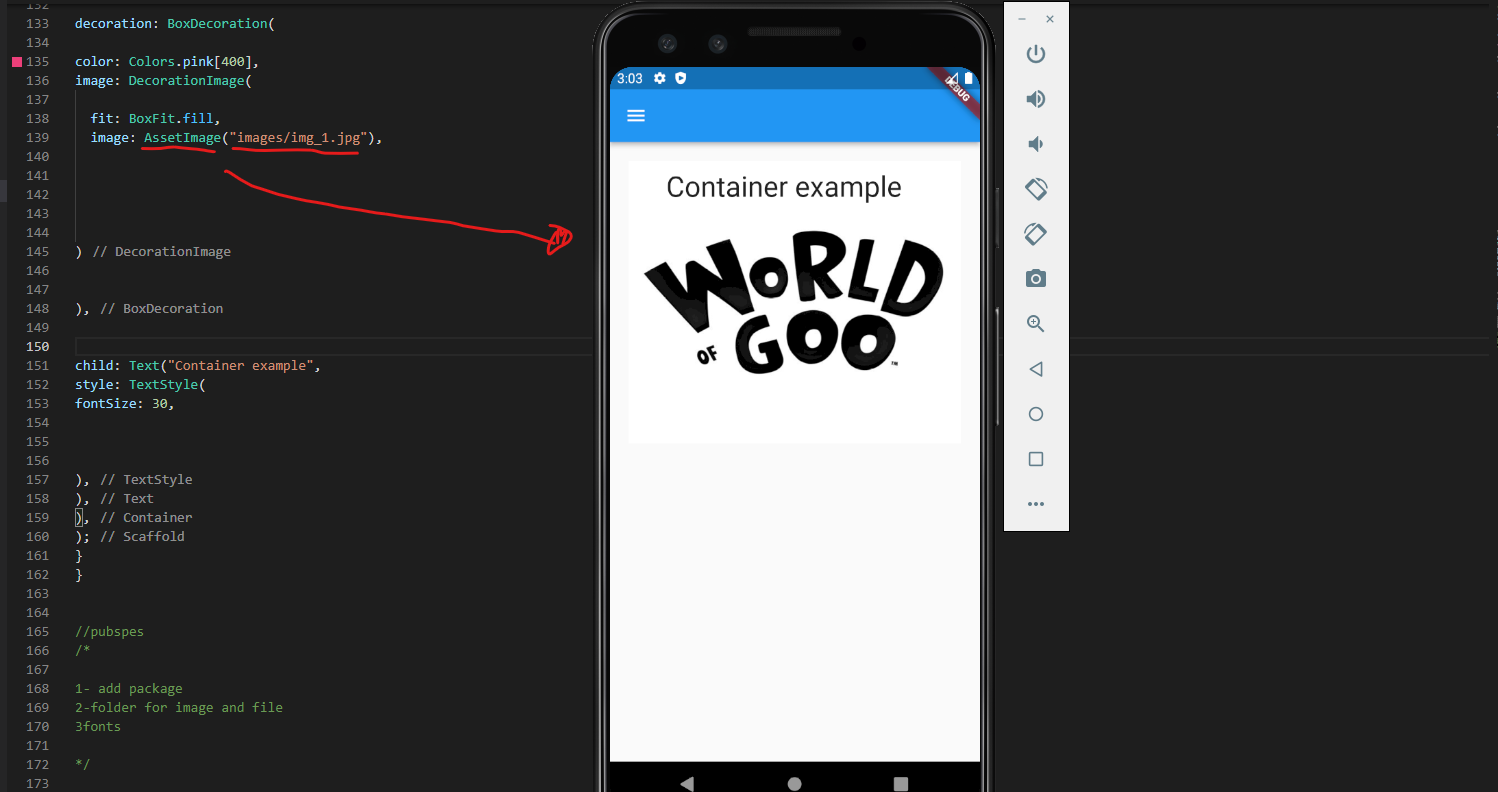 132
133 decoration: BoxDecoration(
134
135 color: Colors.pink[400],
136 image: DecorationImage(
137
138 fit: BoxFit.fill,
139 image: AssetImage("images/img_1.jpg"),
140
141
142
143
144
145 ) // DecorationImage
146
147
148 ), // BoxDecoration
149
150
151 child: Text("Container example",
152 style: TextStyle(
153 fontSize: 30,
154
155
156
157 ), // TextStyle
158 ), // Text
159 ), // Container
160 ); // Scaffold
161 }
162 }
163
164
165 //pubspes
166 /*
167
168 1- add package
169 2-folder for image and file
170 3fonts
171
172 */
173
3:03
DEBUG
Container example
WORLD
OF GOO™